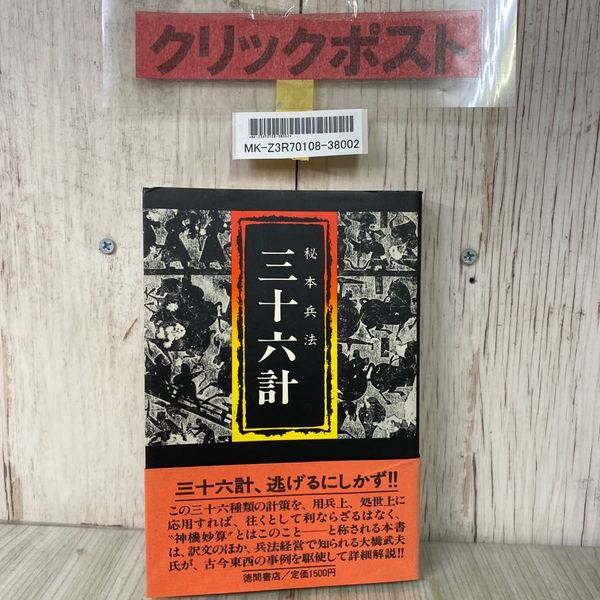 クリックポスト
*MK-Z3R70108-38002*
MK-Z3R70108-38002
秘本兵法
三十六計
三十六計、逃げるにしかず!!
この三十六種類の計策を、用兵上、処世上に
応用すれば、往くとして利ならざるはなく、
〝神機妙算〟とはこのこと――と称される本書
は、訳文のほか、兵法経営で知られる大橋武夫
氏が、古今東西の事例を駆使して詳細解説!!
徳間書店/定価1500円